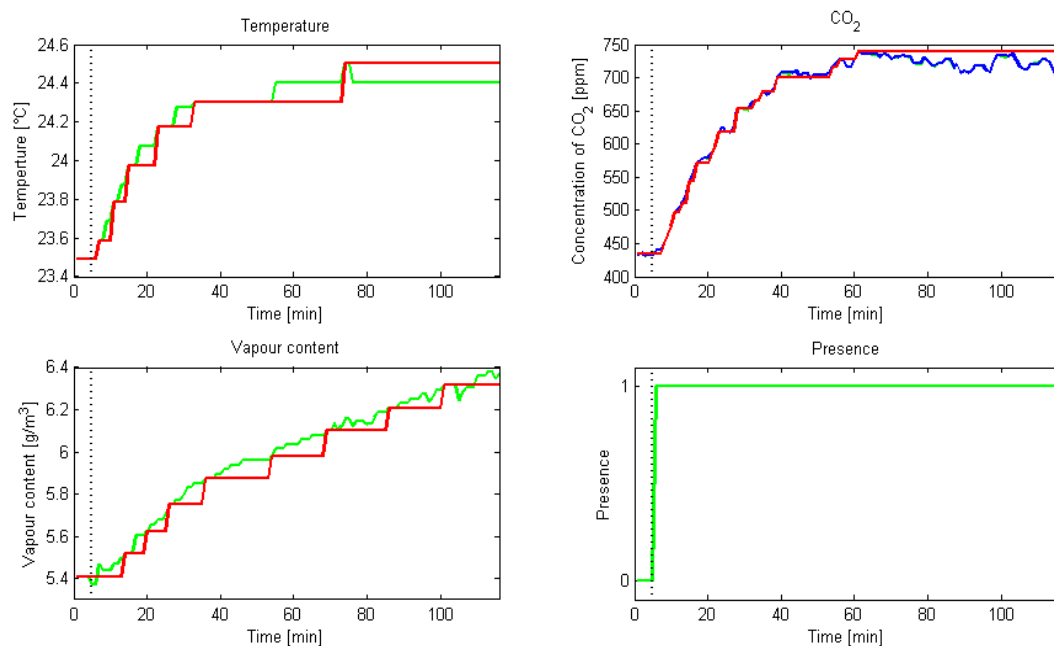 Temperature
24.6
24.4
24.2
24
23.8
23.6
23.4
Temperture [°C]
0 20 40 60 80 100
Time [min]
CO2
750
700
650
600
550
500
450
400
Concentration of CO2 [ppm]
0 20 40 60 80 100
Time [min]
Vapour content
6.4
6.2
6
5.8
5.6
5.4
Vapour content [g/m³]
0 20 40 60 80 100
Time [min]
Presence
1
0
Presence
0 20 40 60 80 100
Time [min]